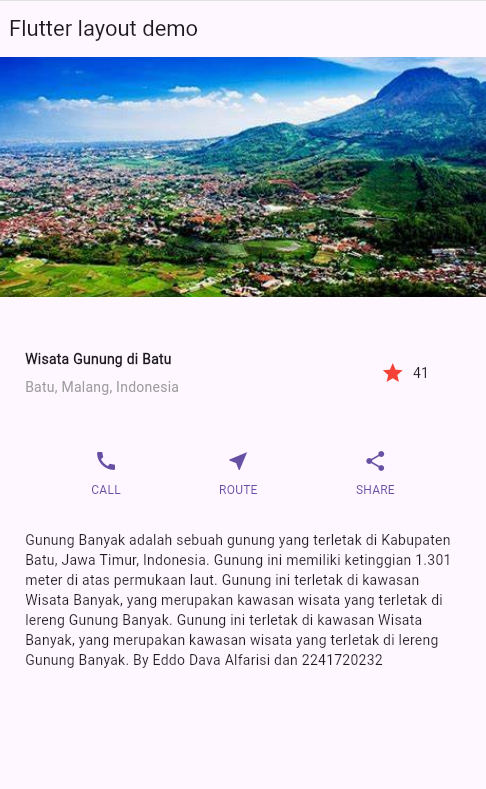 Flutter layout demo
Wisata Gunung di Batu
Batu, Malang, Indonesia
41
CALL
ROUTE
SHARE
Gunung Banyak adalah sebuah gunung yang terletak di Kabupaten
Batu, Jawa Timur, Indonesia. Gunung ini memiliki ketinggian 1.301
meter di atas permukaan laut. Gunung ini terletak di kawasan
Wisata Banyak, yang merupakan kawasan wisata yang terletak di
lereng Gunung Banyak. Gunung ini terletak di kawasan Wisata
Banyak, yang merupakan kawasan wisata yang terletak di lereng
Gunung Banyak. By Eddo Dava Alfarisi dan 2241720232